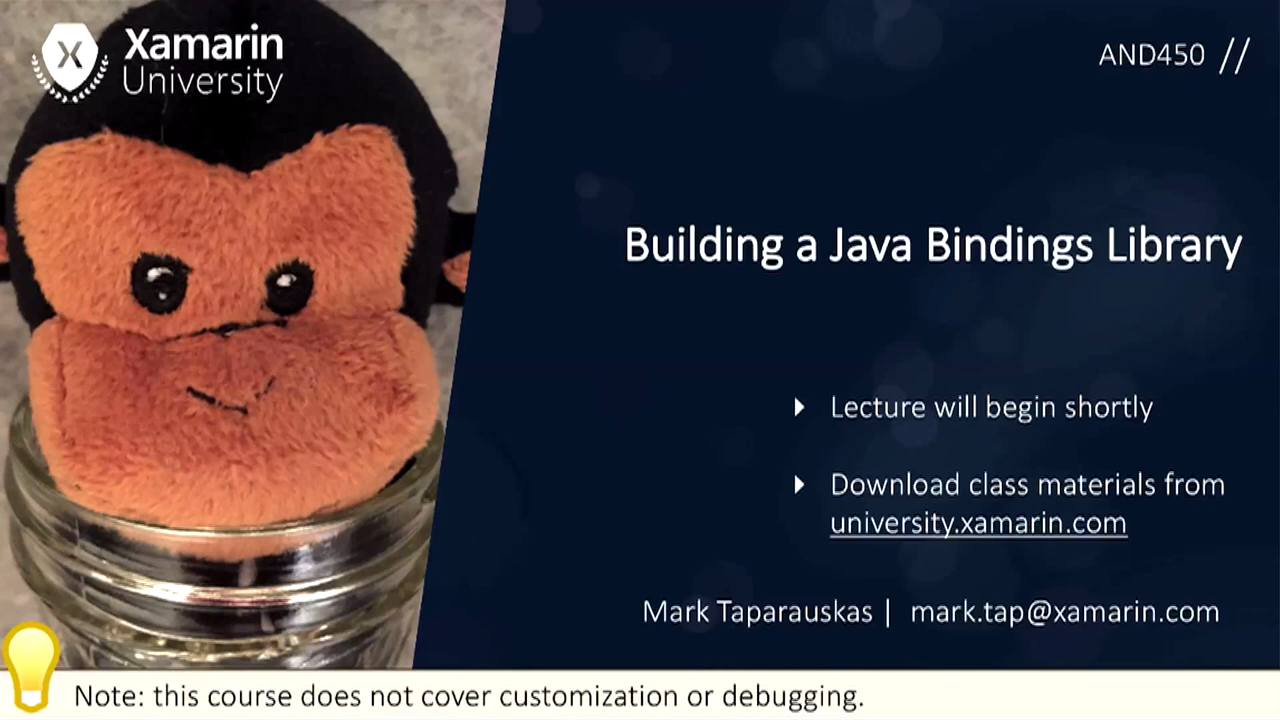 X
Xamarin
University
AND450 //
Building a Java Bindings Library
Lecture will begin shortly
Download class materials from
university.xamarin.com
Mark Taparauskas | mark.tap@xamarin.com
Note: this course does not cover customization or debugging.